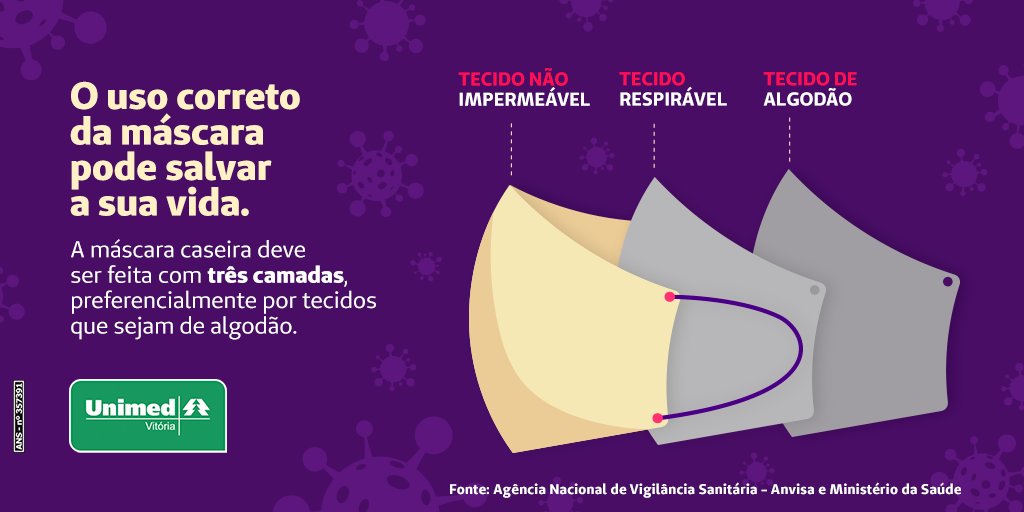 O uso correto
da máscara
pode salvar
a sua vida.
A máscara caseira deve
ser feita com três camadas,
preferencialmente por tecidos
que sejam de algodão.
ANS - nº 357391
Unimed
Vitória
TECIDO NÃO
IMPERMEÁVEL
TECIDO
RESPIRÁVEL
TECIDO DE
ALGODÃO
Fonte: Agência Nacional de Vigilância Sanitária – Anvisa e Ministério da Saúde